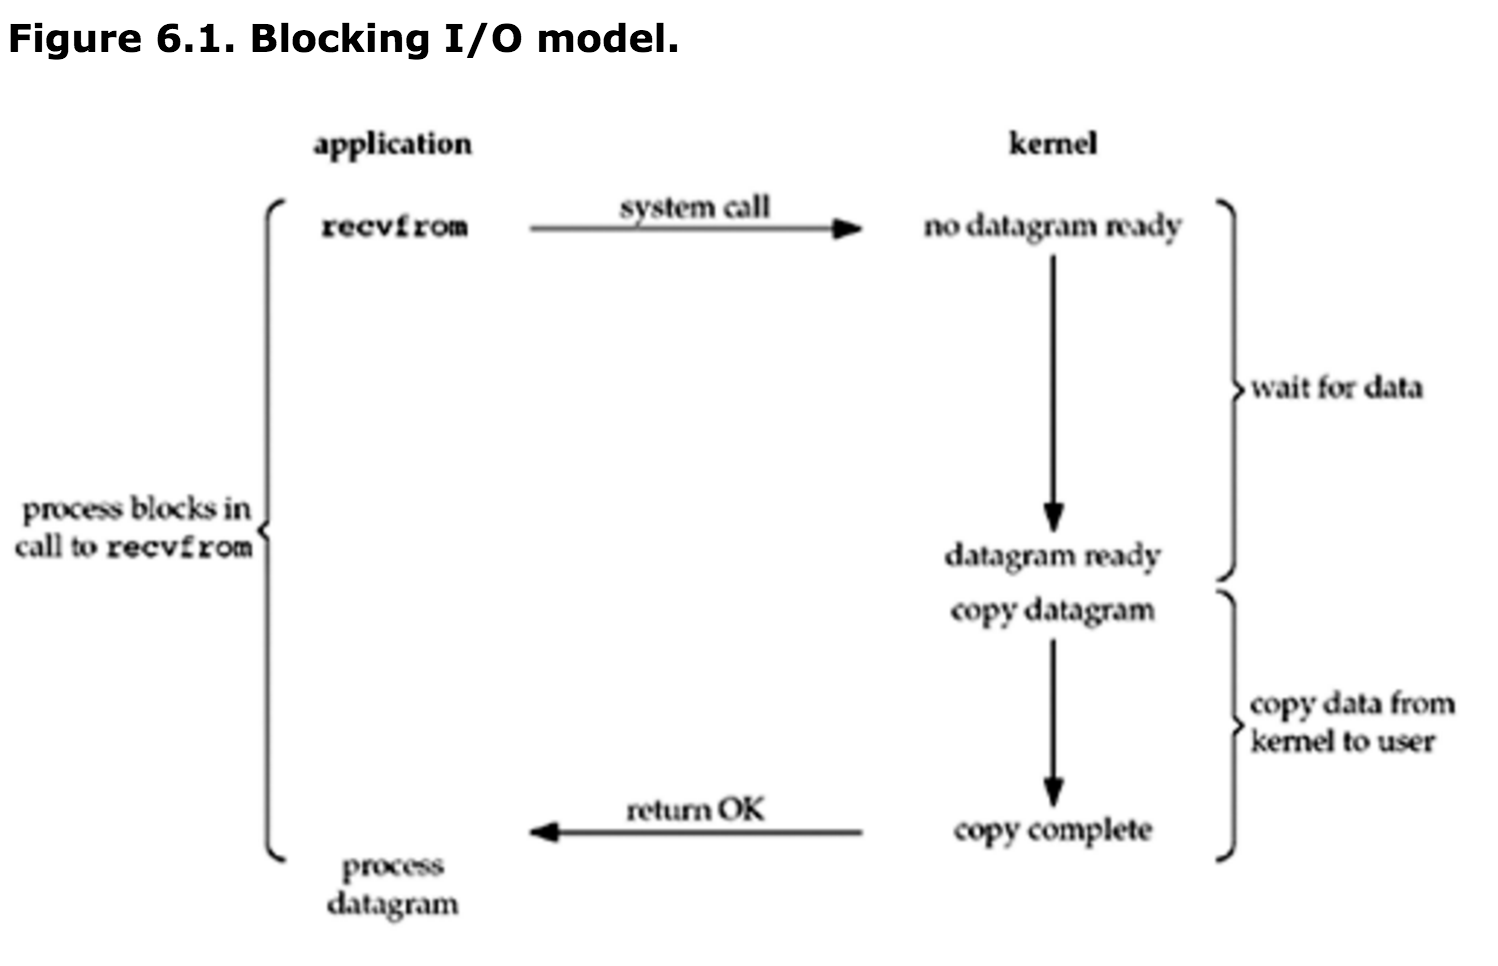 Figure 6.1. Blocking I/O model.
application
kernel
recvfrom
system call
no datagram ready
wait for data
process blocks in
call to recvfrom
datagram ready
copy datagram
copy data from
kernel to user
return OK
copy complete
process
datagram